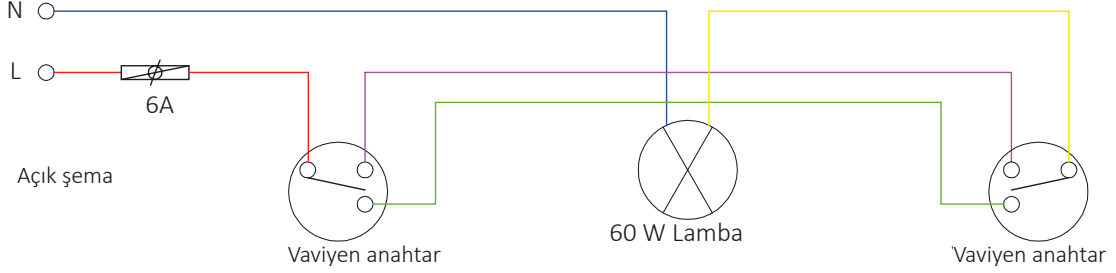 N
L
6A
Açık şema
Vaviyen anahtar
60 W Lamba
'Vaviyen anahtar